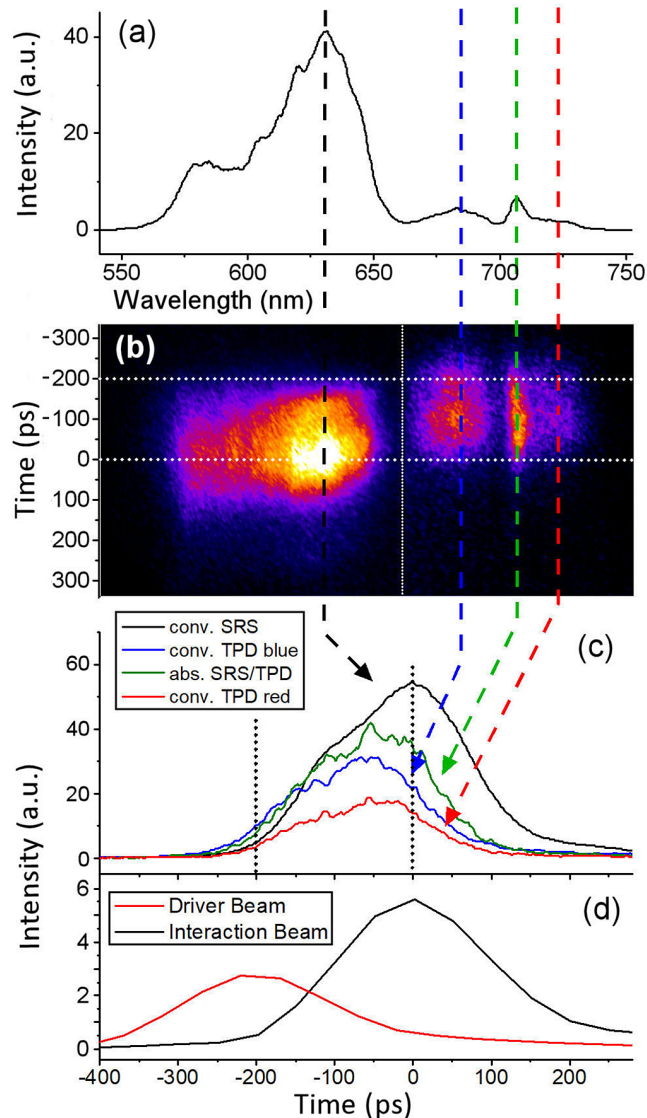 (a)
Intensity (a.u.)
40
20
0
550
600
650
700
750
Wavelength (nm)
(b)
Time (ps)
-300
-200
-100
0
100
200
300
conv. SRS
conv. TPD blue
abs. SRS/TPD
conv. TPD red
(c)
60
40
20
0
Intensity (a.u.)
Driver Beam
Interaction Beam
(d)
6
4
2
0
-400
-300
-200
-100
0
100
200
Time (ps)